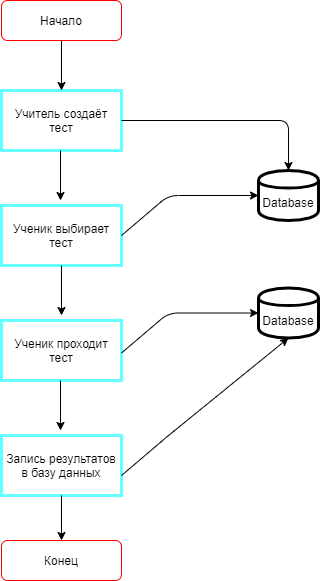 Начало
Учитель создаёт
тест
Database
Ученик выбирает
тест
Database
Ученик проходит
тест
Запись результатов
в базу данных
Конец